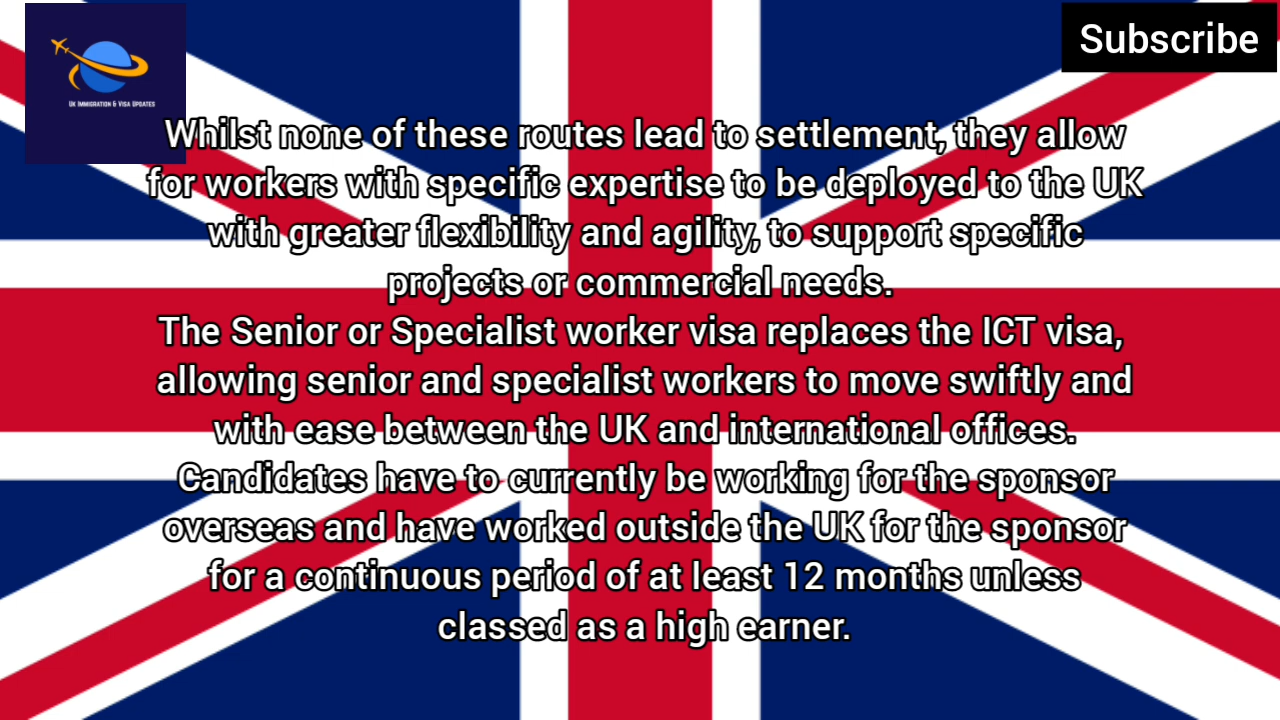 Subscribe
UK Immigration & Visa Updates
Whilst none of these routes lead to settlement, they allow
for workers with specific expertise to be deployed to the UK
with greater flexibility and agility, to support specific
projects or commercial needs.
The Senior or Specialist worker visa replaces the ICT visa,
allowing senior and specialist workers to move swiftly and
with ease between the UK and international offices.
Candidates have to currently be working for the sponsor
overseas and have worked outside the UK for the sponsor
for a continuous period of at least 12 months unless
classed as a high earner.